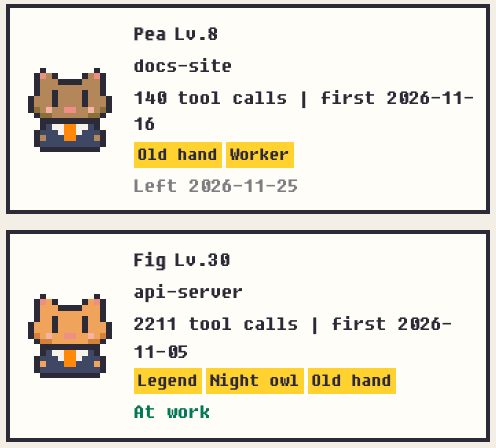 Pea Lv.8
docs-site
140 tool calls | first 2026-11-
16
Old hand Worker
Left 2026-11-25
Fig Lv.30
api-server
2211 tool calls | first 2026-
11-05
Legend Night owl Old hand
At work